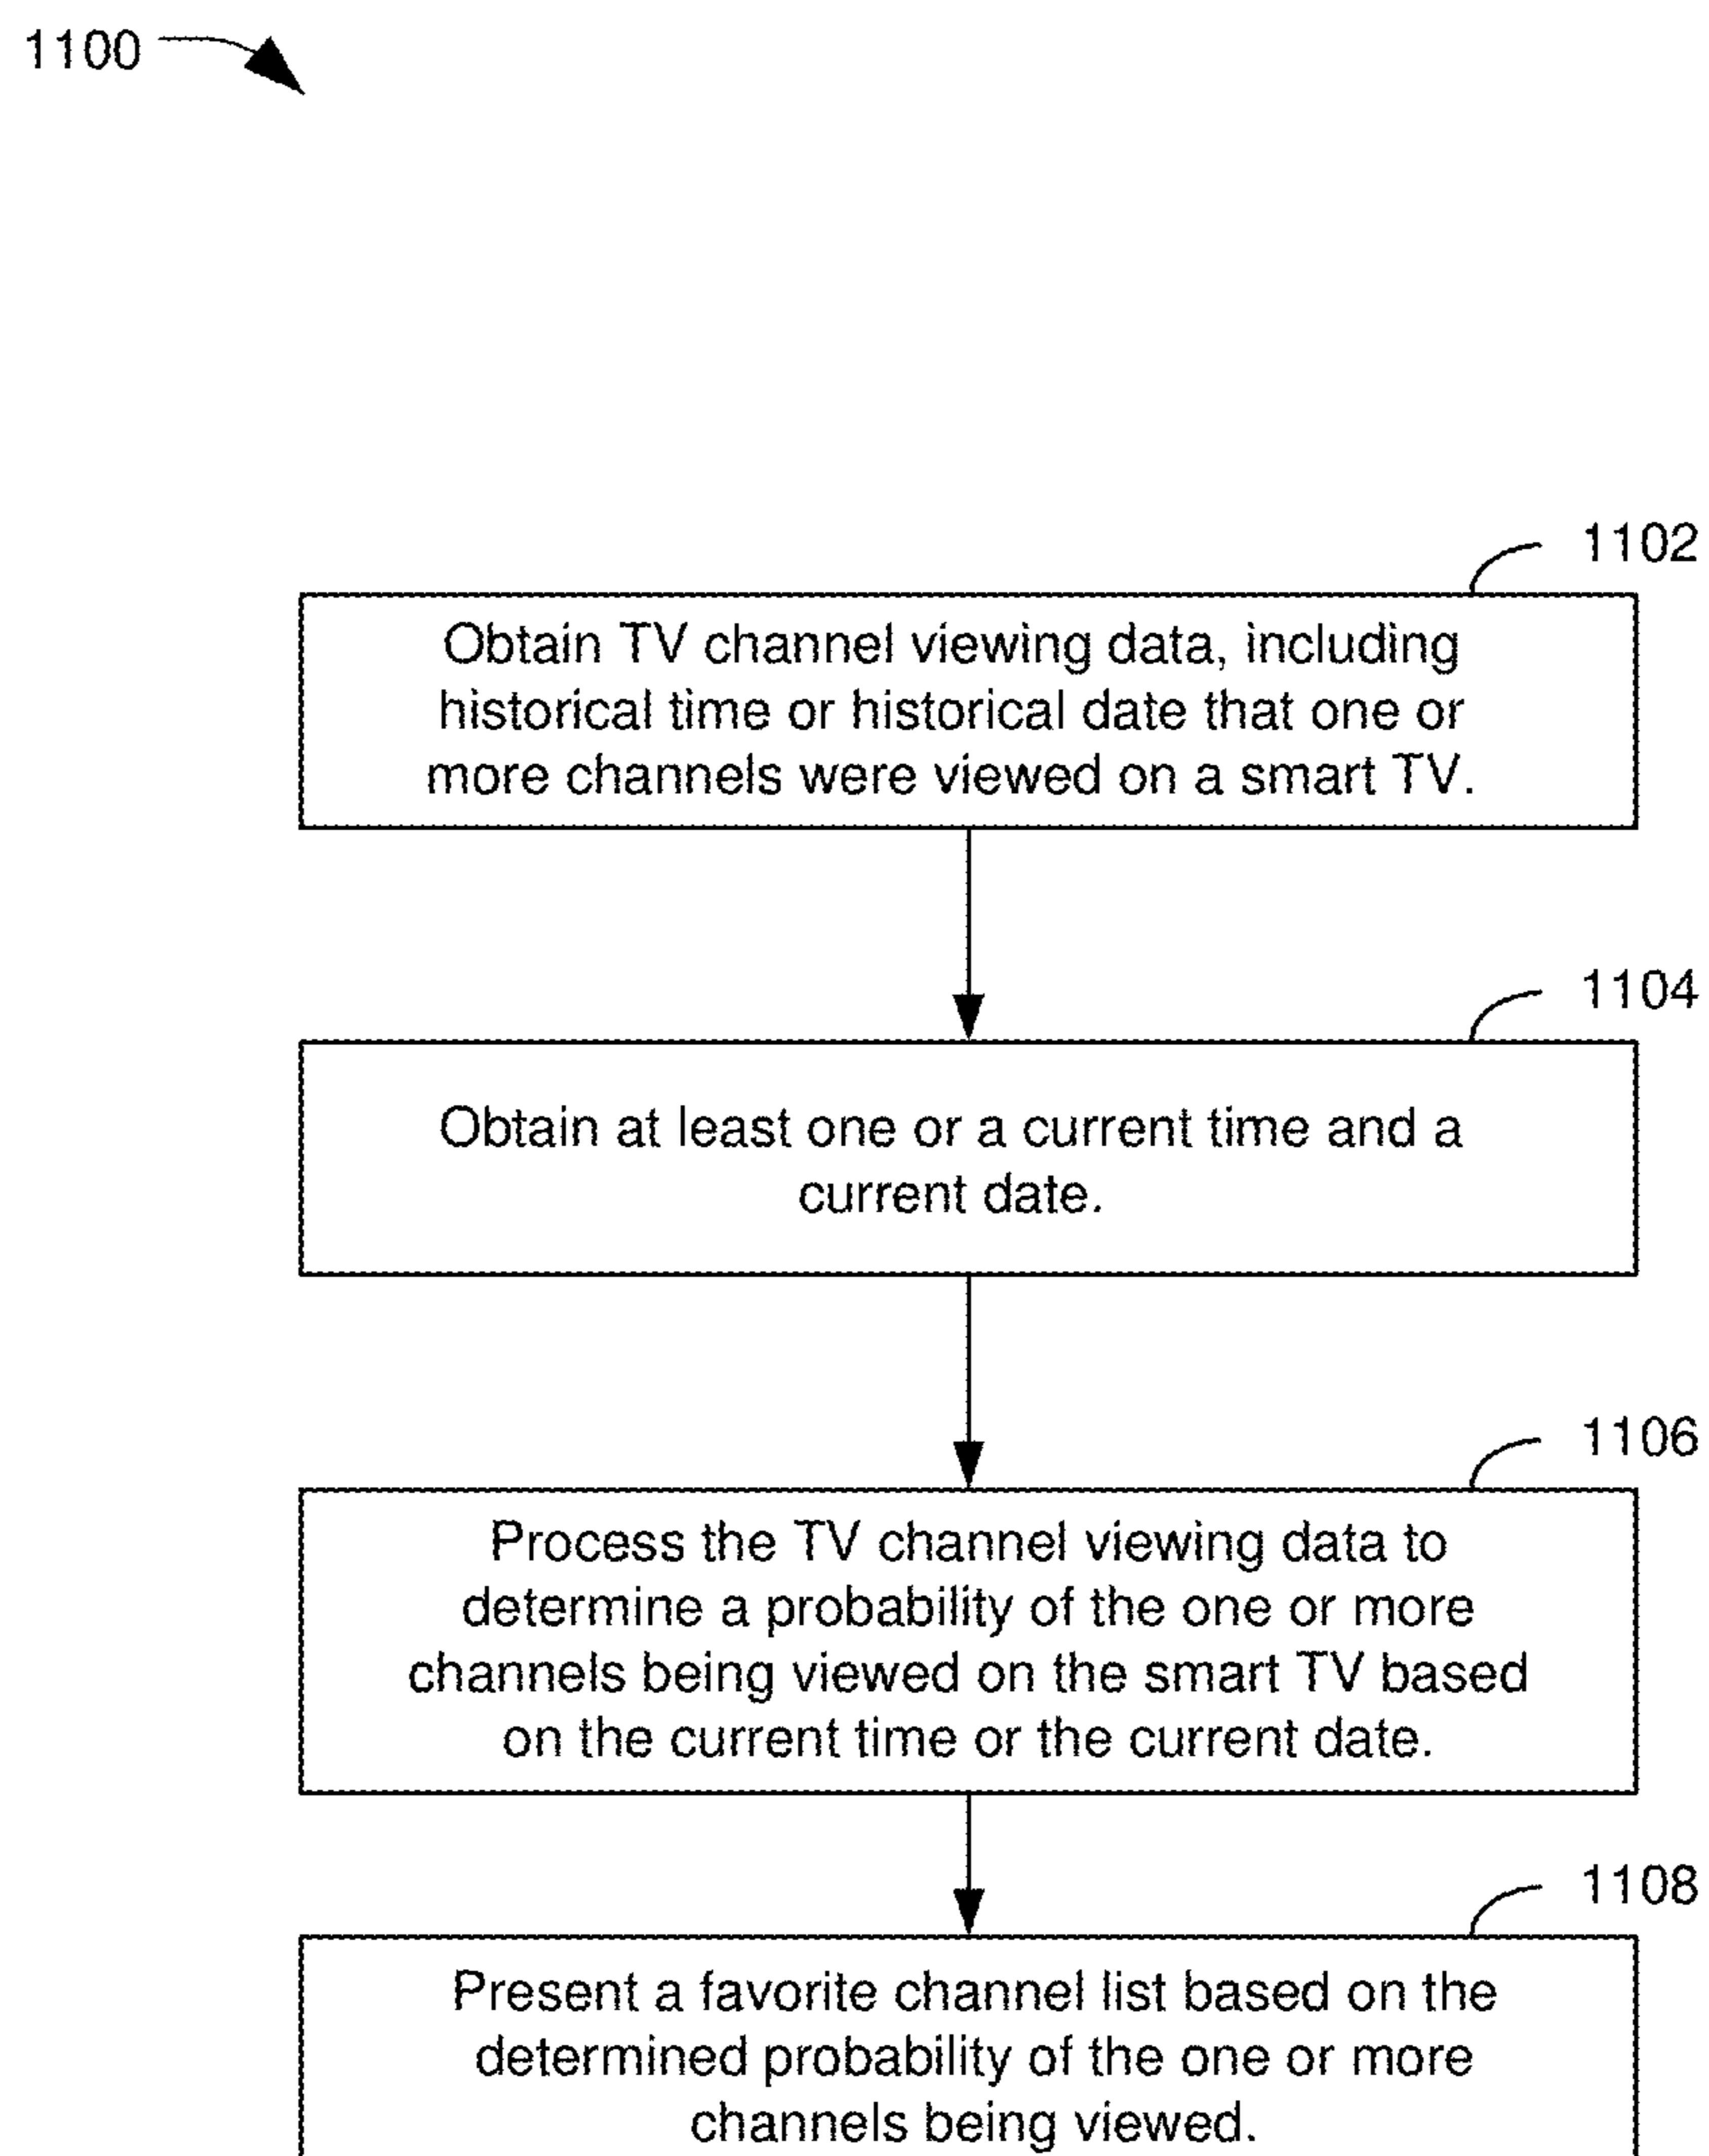 1100
1102
Obtain TV channel viewing data, including
historical time or historical date that one or
more channels were viewed on a smart TV.
1104
Obtain at least one or a current time and a
current date.
1106
Process the TV channel viewing data to
determine a probability of the one or more
channels being viewed on the smart TV based
on the current time or the current date.
1108
Present a favorite channel list based on the
determined probability of the one or more
channels being viewed.